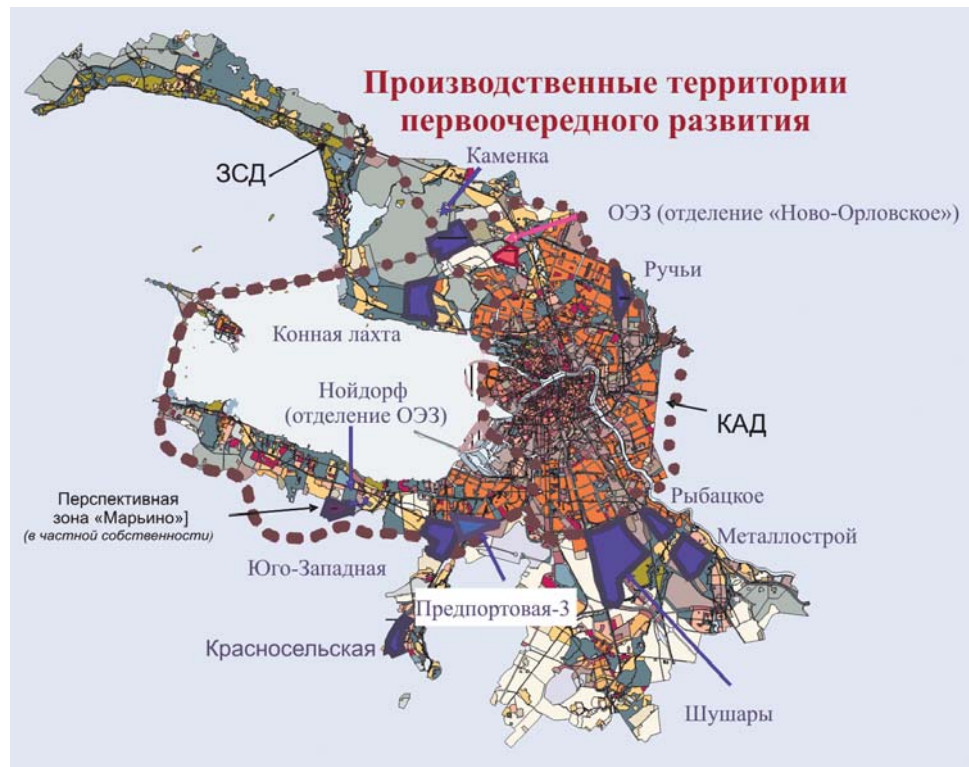 Производственные территории
первоочередного развития
Каменка
ЗСД
ОЭЗ (отделение «Ново-Орловское»)
Ручьи
Конная лахта
Нойдорф
(отделение ОЭЗ)
КАД
Перспективная
зона «Марьино»]
(в частной собственности)
Рыбацкое
Металлострой
Юго-Западная
Предпортовая-3
Красносельская
Шушары